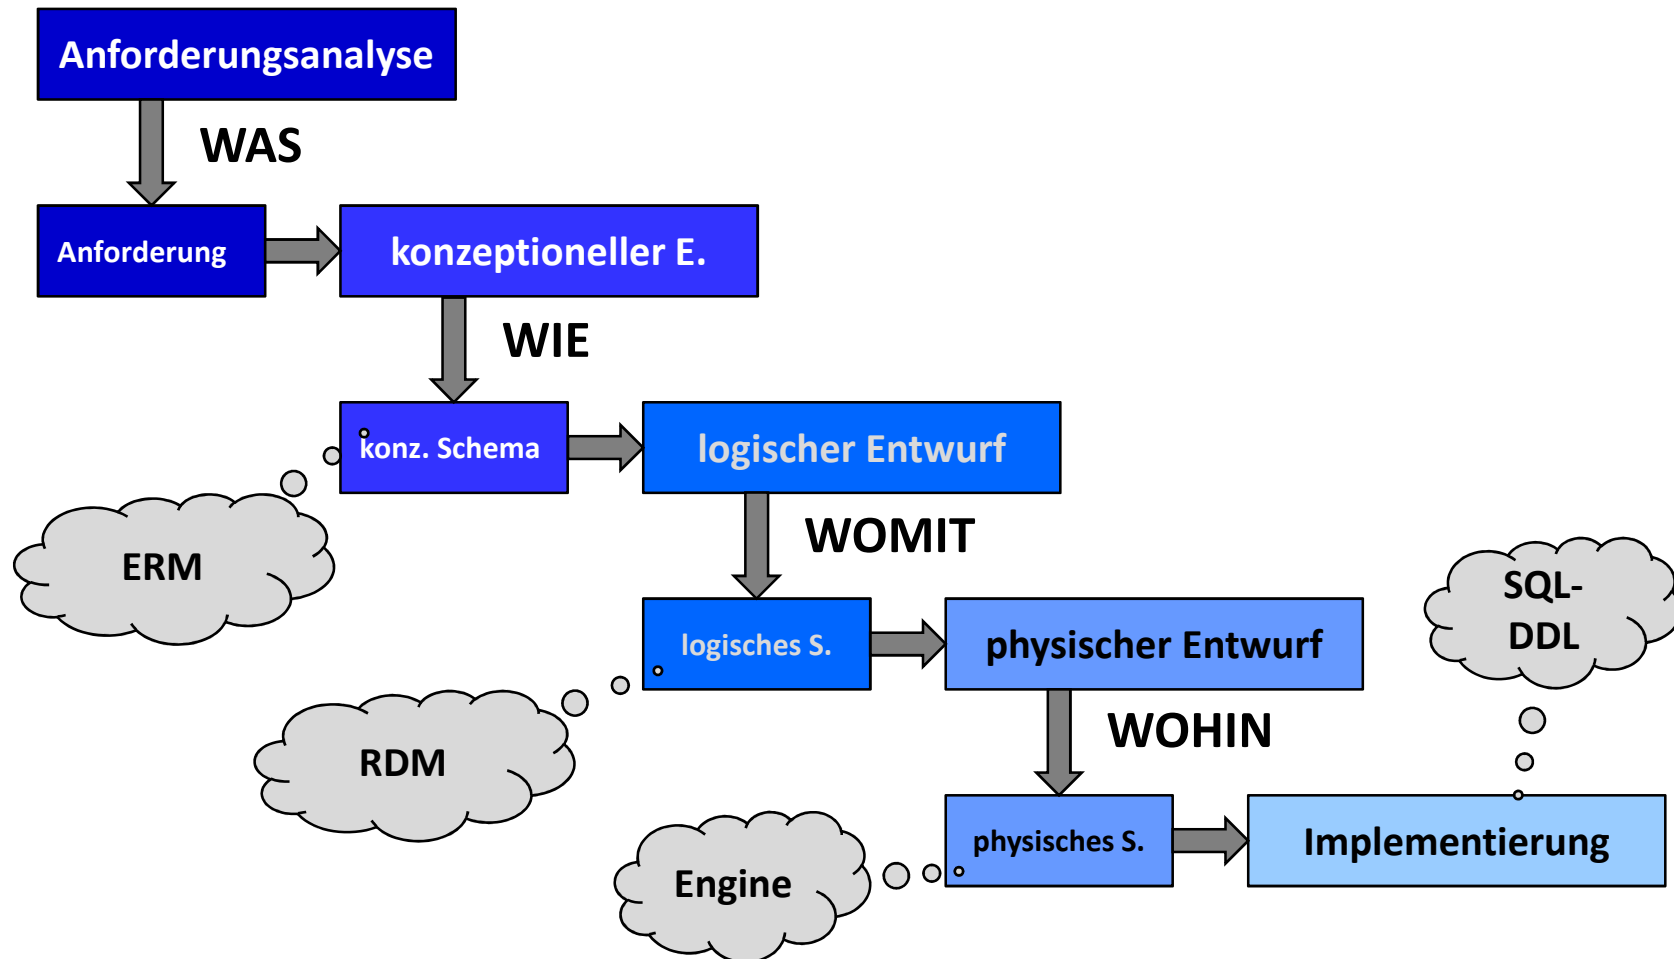 Anforderungsanalyse
WAS
Anforderung
konzeptioneller E.
WIE
konz. Schema
logischer Entwurf
ERM
WOMIT
SQL-
DDL
logisches S.
physischer Entwurf
RDM
WOHIN
physisches S.
Implementierung
Engine